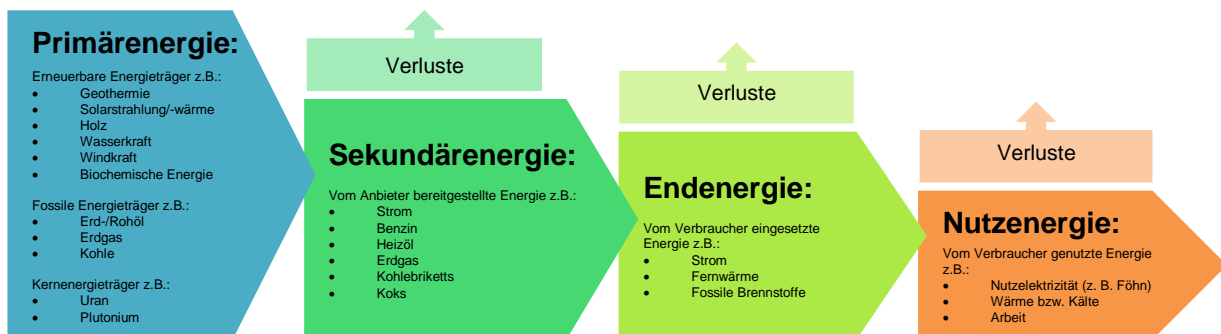 Primärenergie:
Erneuerbare Energieträger z.B.:
• Geothermie
• Solarstrahlung/-wärme
• Holz
• Wasserkraft
• Windkraft
• Biochemische Energie
Fossile Energieträger z.B.:
• Erd-/Rohöl
• Erdgas
• Kohle
Kernenergieträger z.B.:
• Uran
• Plutonium
Verluste
Sekundärenergie:
Vom Anbieter bereitgestellte Energie z.B.:
• Strom
• Benzin
• Heizöl
• Erdgas
• Kohlebriketts
• Koks
Verluste
Endenergie:
Vom Verbraucher eingesetzte
Energie z.B.:
• Strom
• Fernwärme
• Fossile Brennstoffe
Verluste
Nutzenergie:
Vom Verbraucher genutzte Energie
z.B.:
• Nutzelektrizität (z. B. Föhn)
• Wärme bzw. Kälte
• Arbeit